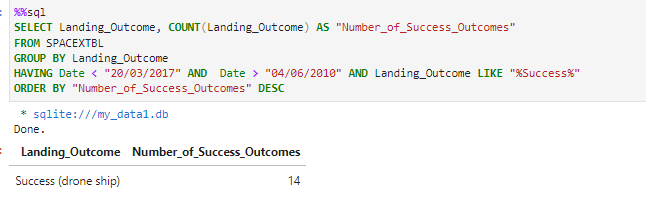 %%sql
SELECT Landing_Outcome, COUNT(Landing_Outcome) AS "Number_of_Success_Outcomes"
FROM SPACEXTBL
GROUP BY Landing_Outcome
HAVING Date < "20/03/2017" AND  Date > "04/06/2010" AND Landing_Outcome LIKE "%Success%"
ORDER BY "Number_of_Success_Outcomes" DESC
* sqlite:///my_data1.db
Done.
Landing_Outcome Number_of_Success_Outcomes
Success (drone ship) 14